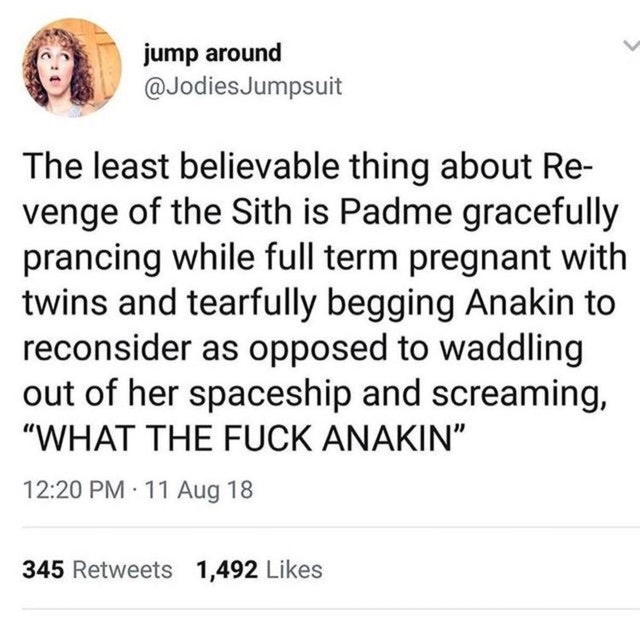 jump around
@JodiesJumpsuit
The least believable thing about Re-
venge of the Sith is Padme gracefully
prancing while full term pregnant with
twins and tearfully begging Anakin to
reconsider as opposed to waddling
out of her spaceship and screaming,
“WHAT THE FUCK ANAKIN”
12:20 PM · 11 Aug 18
345 Retweets 1,492 Likes